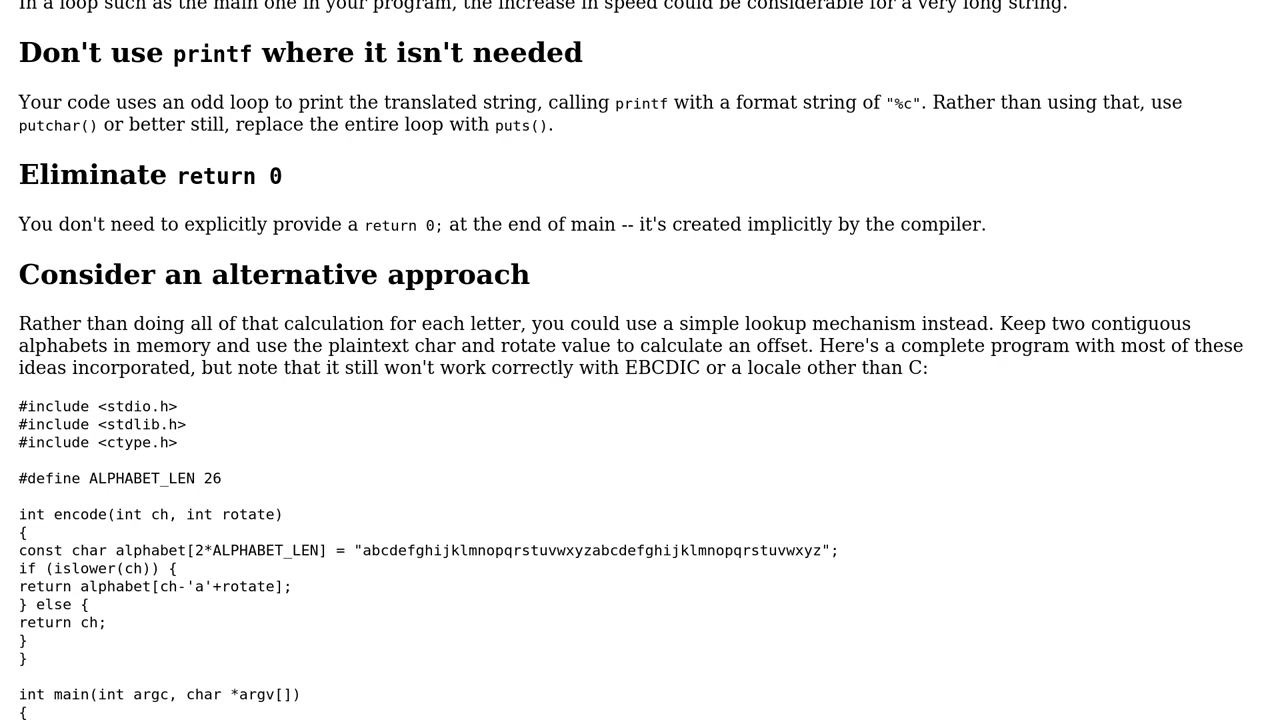 in a loop such as the main one in your program, the increase in speed could be considerable for a very long string.
Don't use printf where it isn't needed
Your code uses an odd loop to print the translated string, calling printf with a format string of "%c". Rather than using that, use
putchar() or better still, replace the entire loop with puts().
Eliminate return 0
You don't need to explicitly provide a return 0; at the end of main -- it's created implicitly by the compiler.
Consider an alternative approach
Rather than doing all of that calculation for each letter, you could use a simple lookup mechanism instead. Keep two contiguous
alphabets in memory and use the plaintext char and rotate value to calculate an offset. Here's a complete program with most of these
ideas incorporated, but note that it still won't work correctly with EBCDIC or a locale other than C:
#include <stdio.h>
#include <stdlib.h>
#include <ctype.h>
#define ALPHABET_LEN 26
int encode(int ch, int rotate)
{
const char alphabet[2*ALPHABET_LEN] = "abcdefghijklmnopqrstuvwxyzabcdefghijklmnopqrstuvwxyz";
if (islower(ch)) {
return alphabet[ch-'a'+rotate];
} else {
return ch;
}
}
int main(int argc, char *argv[])
{